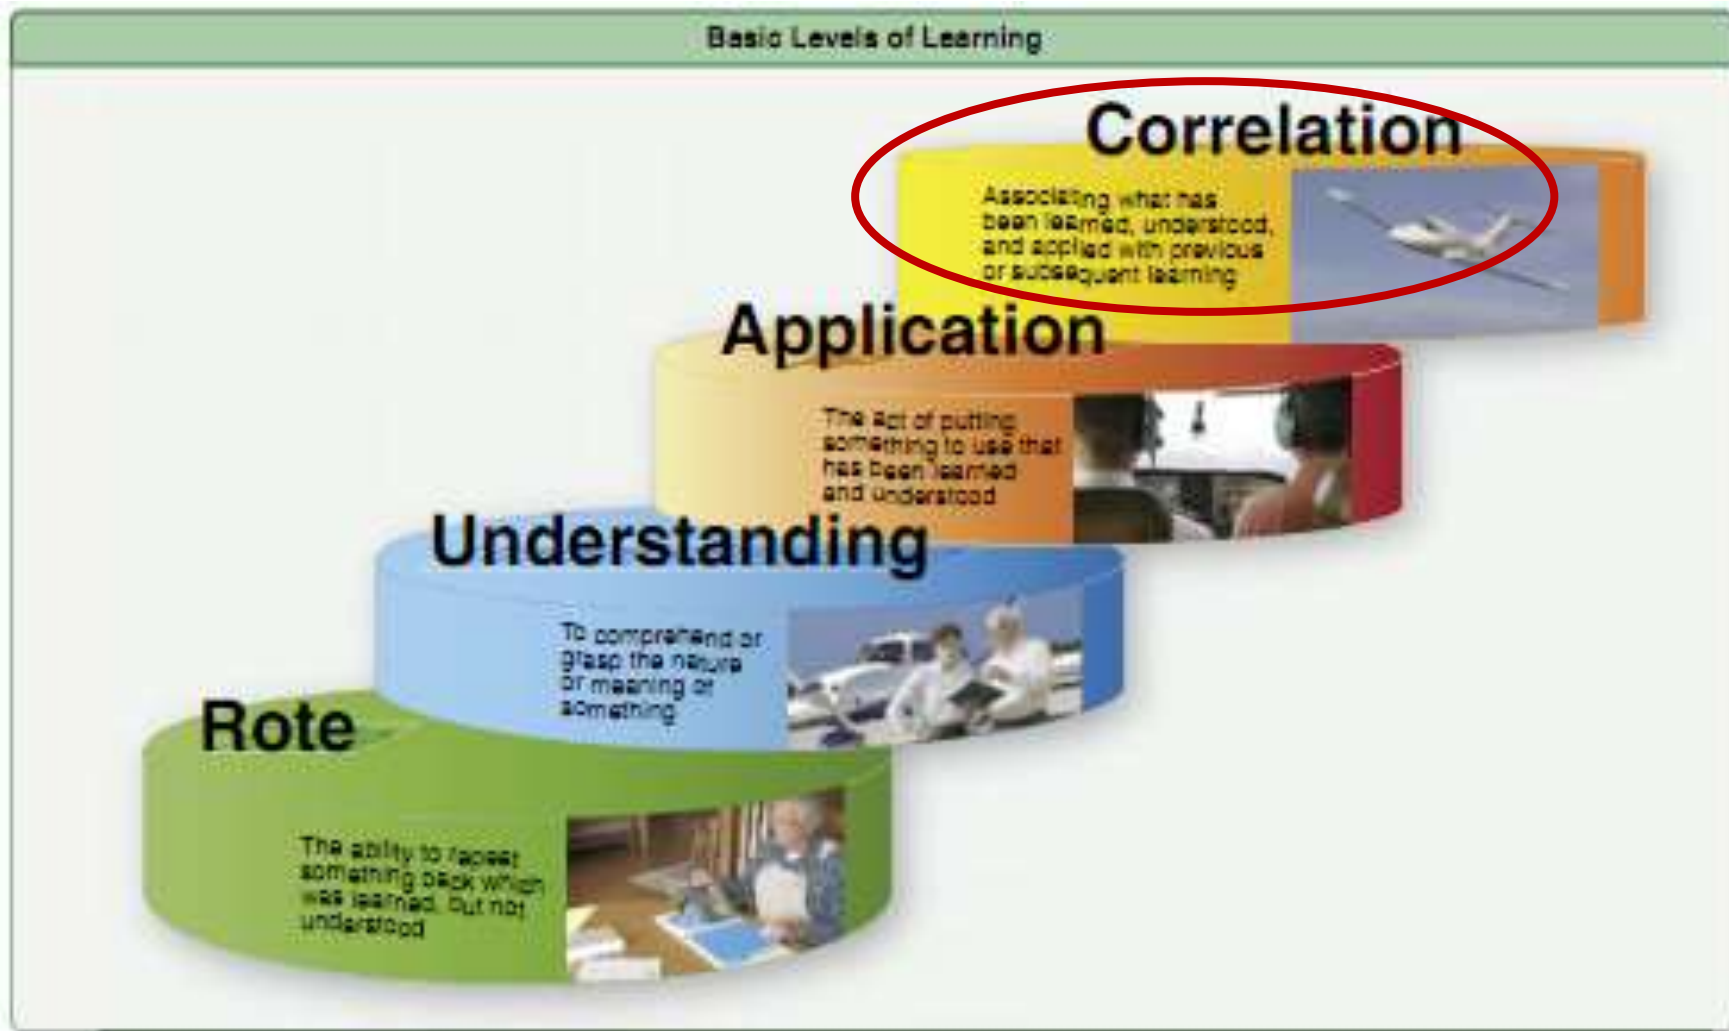 Basic Levels of Learning
Correlation
Associating what has
been learned, understood,
and applied with previous
or subsequent learning
Application
The act of putting
something to use that
has been learned
and understood
Understanding
To comprehend or
grasp the nature
or meaning of
something
Rote
The ability to repeat
something back which
was learned, but not
understood